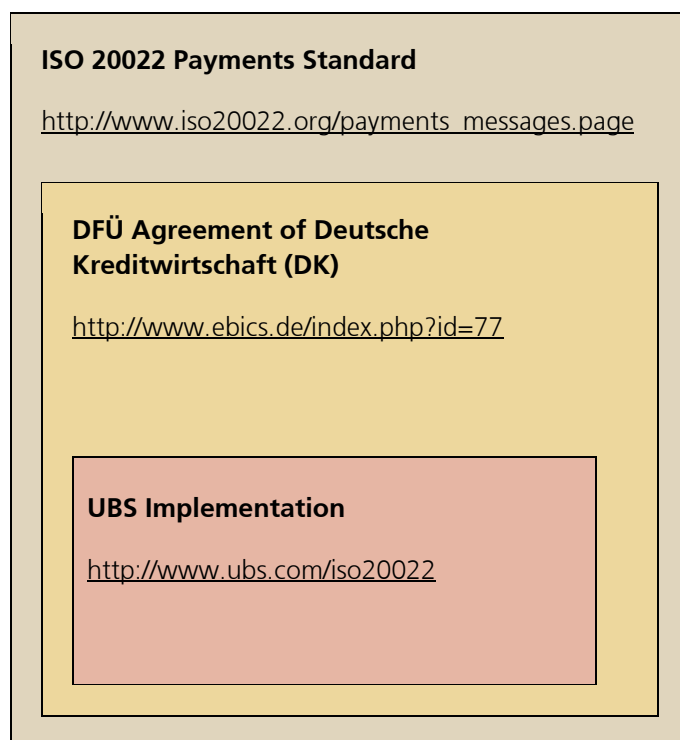 ISO 20022 Payments Standard
http://www.iso20022.org/payments_messages.page
DFÜ Agreement of Deutsche
Kreditwirtschaft (DK)
http://www.ebics.de/index.php?id=77
UBS Implementation
http://www.ubs.com/iso20022